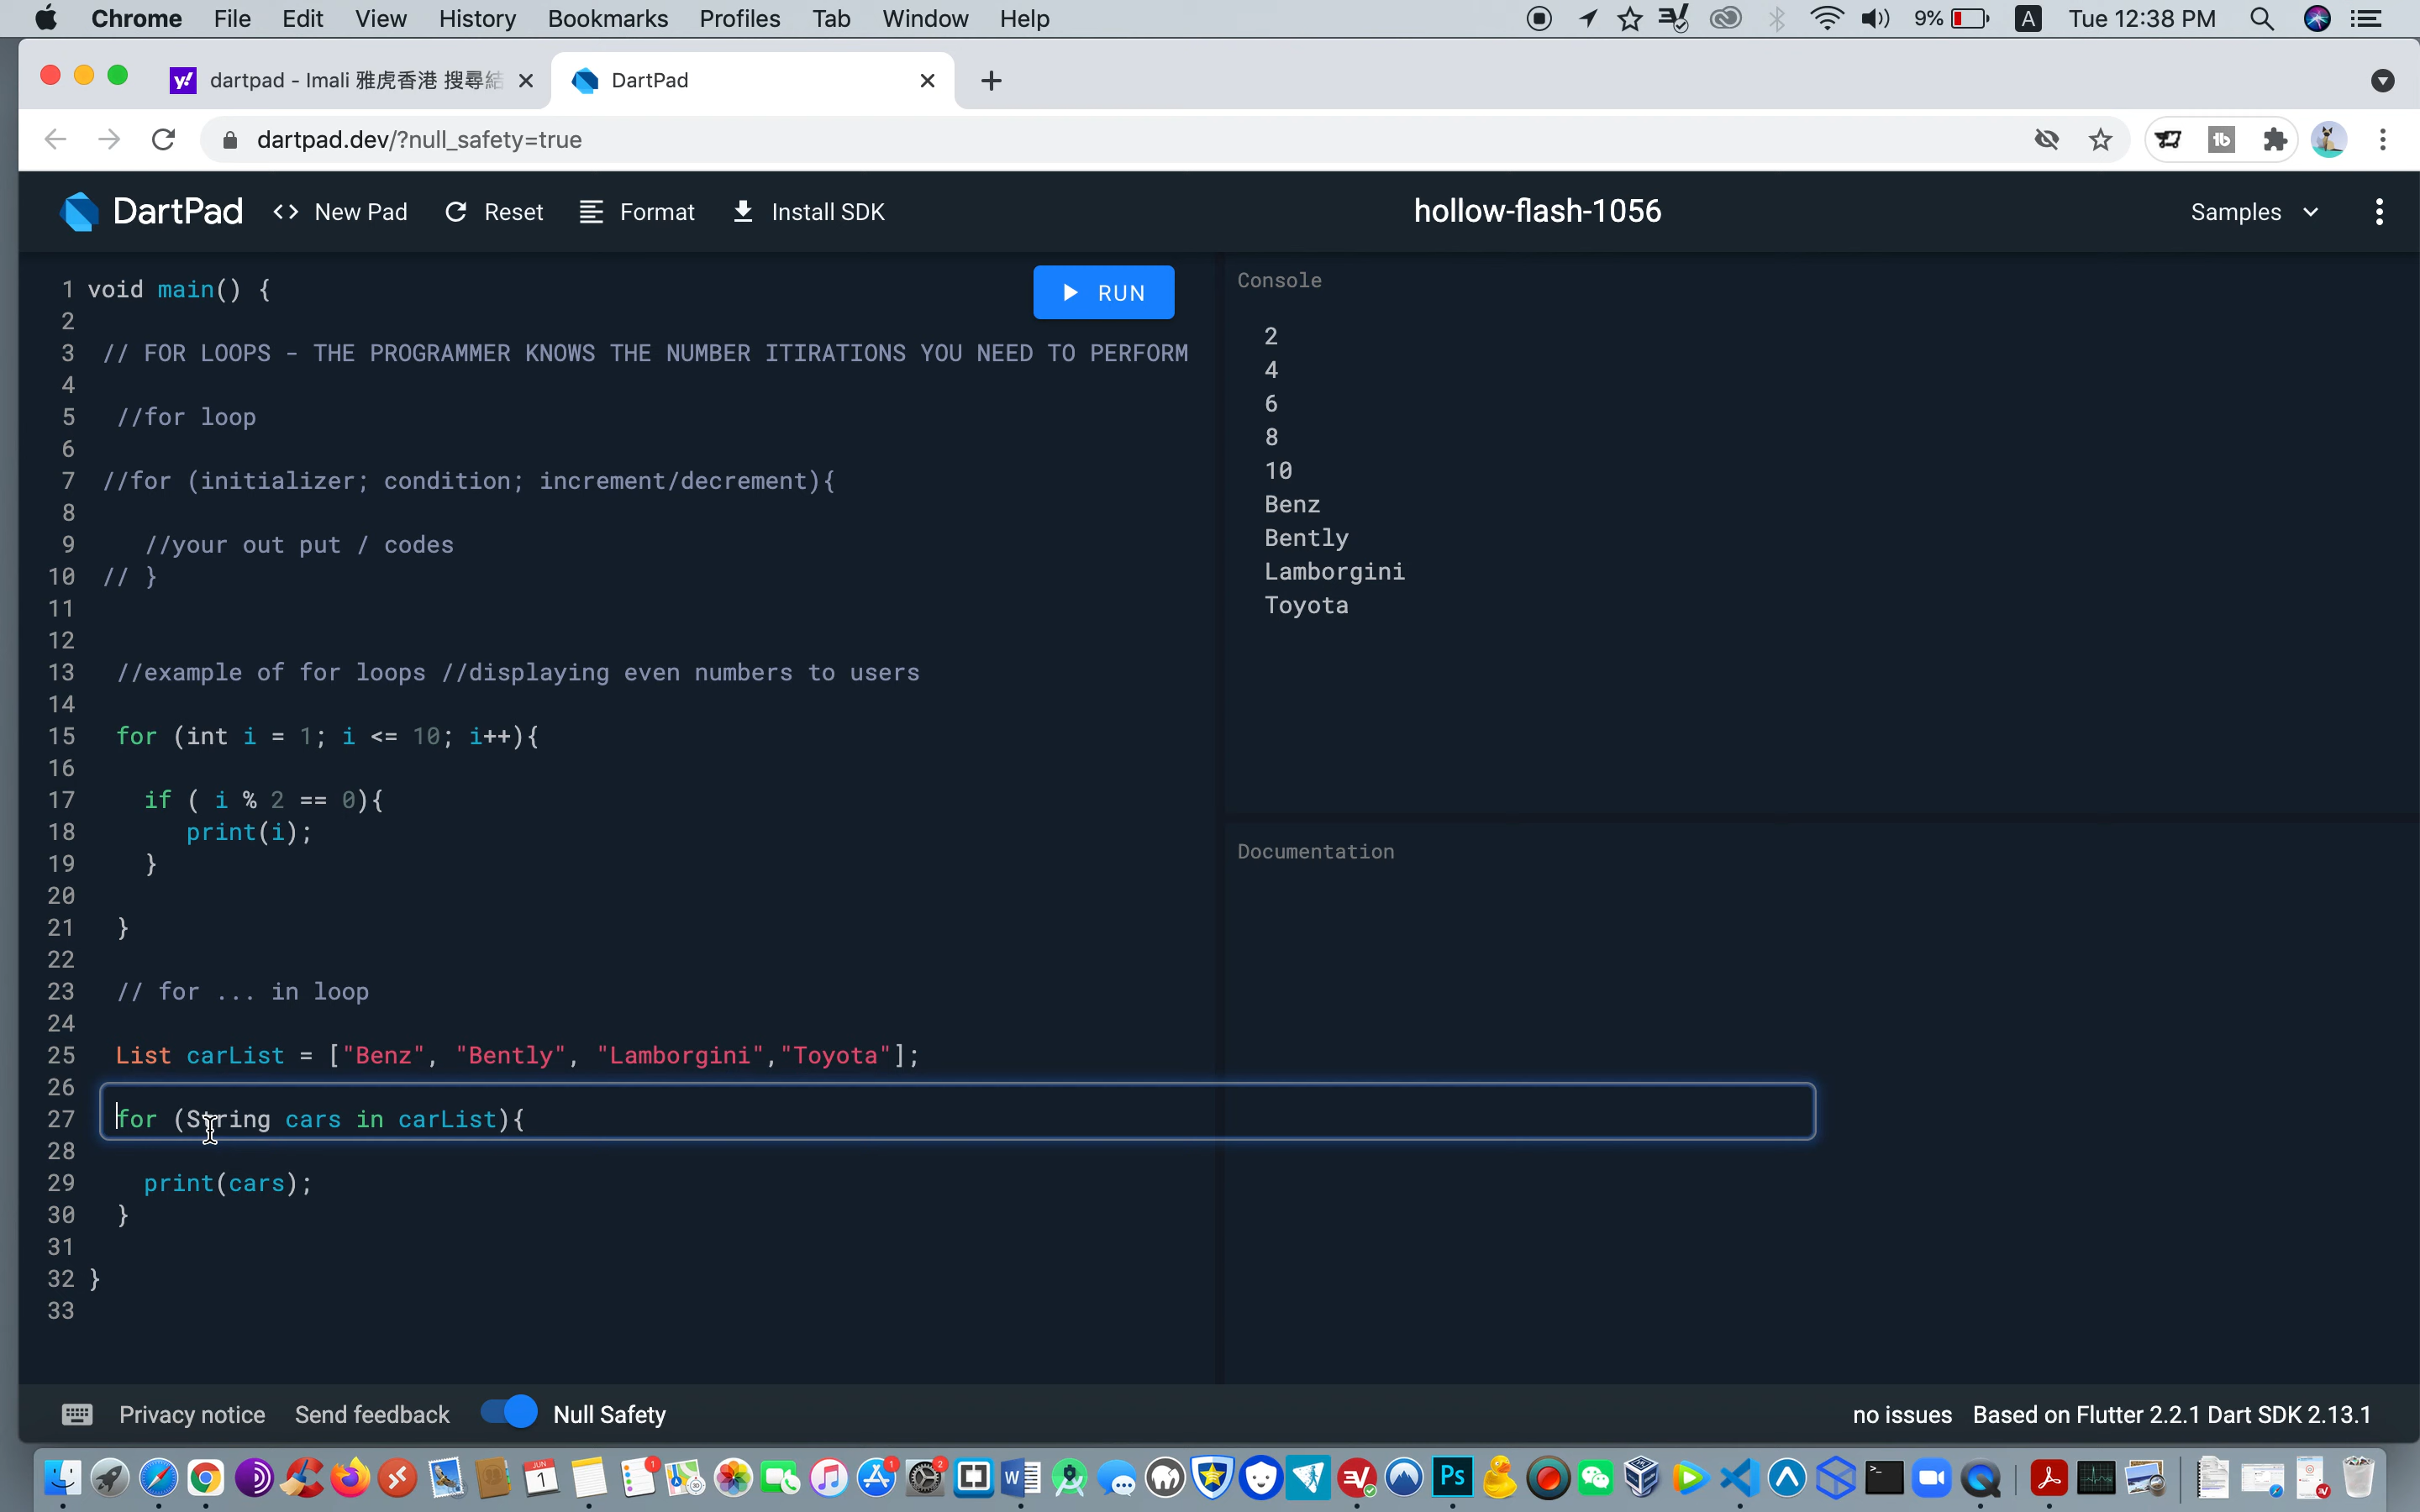 Chrome File Edit View History Bookmarks Profiles Tab Window Help 9% A Tue 12:38 PM
dartpad - Imali 雅虎香港 搜尋結
DartPad
dartpad.dev/?null_safety=true
DartPad <> New Pad Reset Format Install SDK hollow-flash-1056 Samples
RUN
1 void main() {
2
3 // FOR LOOPS - THE PROGRAMMER KNOWS THE NUMBER ITIRATIONS YOU NEED TO PERFORM
4
5 //for loop
6
7 //for (initializer; condition; increment/decrement){
8
9 //your out put / codes
10 // }
11
12
13 //example of for loops //displaying even numbers to users
14
15 for (int i = 1; i <= 10; i++){
16
17 if ( i % 2 == 0){
18 print(i);
19 }
20
21 }
22
23 // for ... in loop
24
25 List carList = ["Benz", "Bently", "Lamborgini","Toyota"];
26
27 for (String cars in carList){
28
29 print(cars);
30 }
31
32 }
33
Console
2
4
6
8
10
Benz
Bently
Lamborgini
Toyota
Documentation
Privacy notice Send feedback Null Safety no issues Based on Flutter 2.2.1 Dart SDK 2.13.1
JUN
1
1
1
2
W
Ps